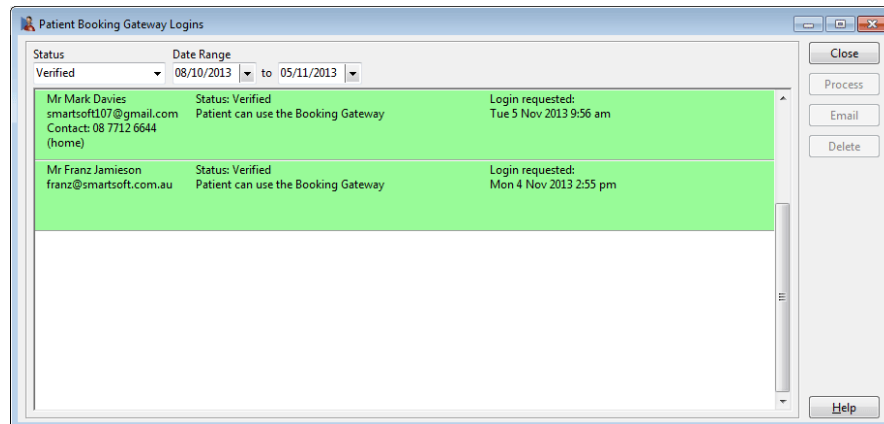 Patient Booking Gateway Logins
Status Date Range
Verified 08/10/2013 to 05/11/2013
Close
Process
Email
Delete
Mr Mark Davies Status: Verified Login requested:
smartsoft107@gmail.com Patient can use the Booking Gateway Tue 5 Nov 2013 9:56 am
Contact: 08 7712 6644
(home)
Mr Franz Jamieson Status: Verified Login requested:
franz@smartsoft.com.au Patient can use the Booking Gateway Mon 4 Nov 2013 2:55 pm
Help